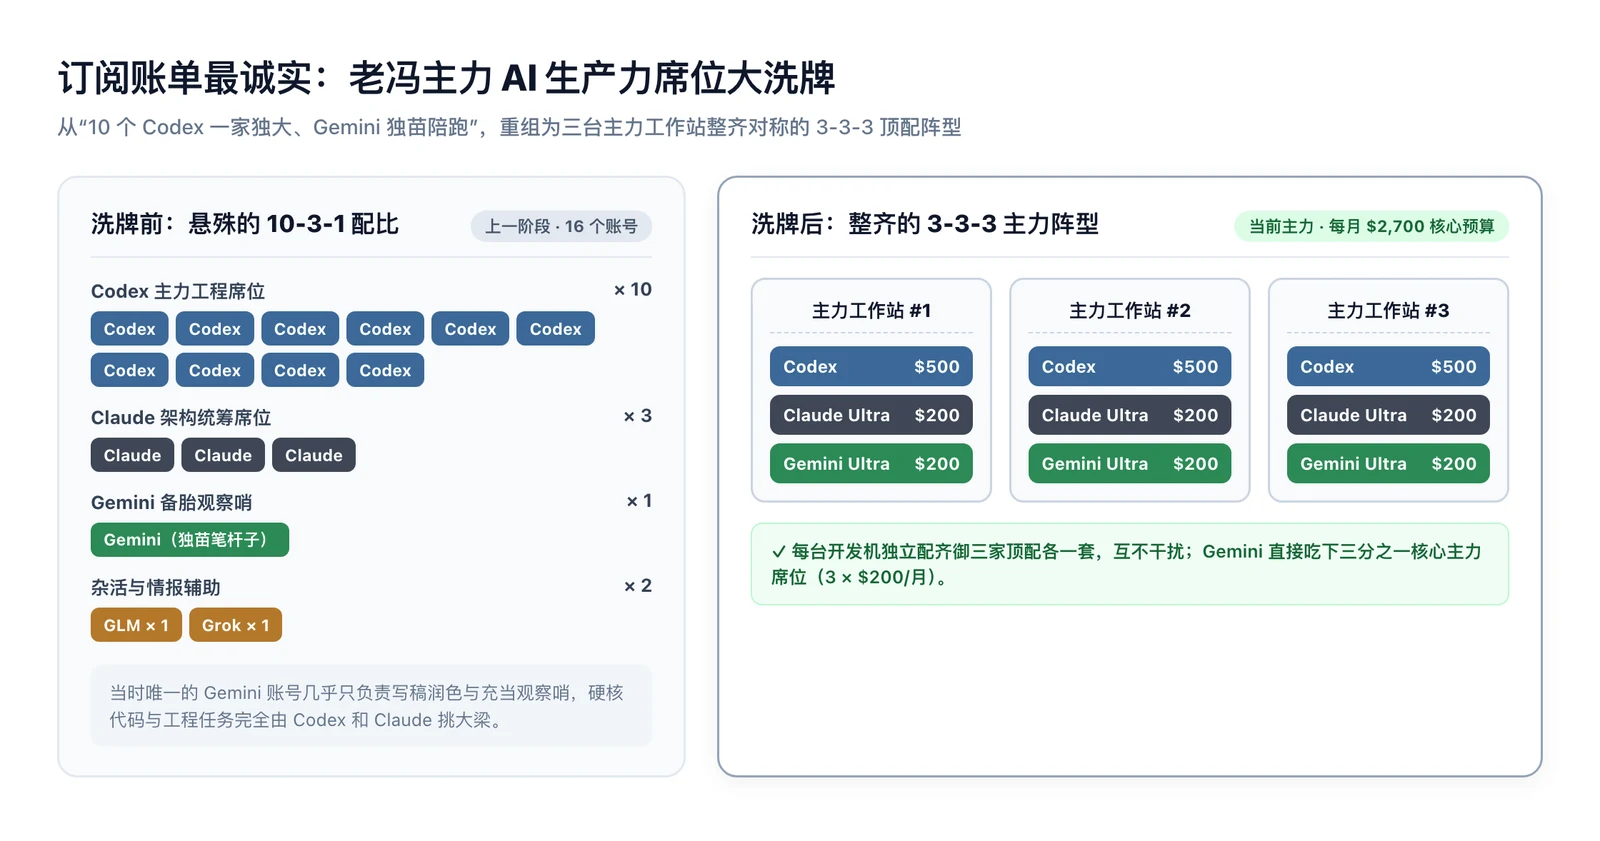 订阅账单最诚实：老冯主力 AI 生产力席位大洗牌
从“10 个 Codex 一家独大、Gemini 独苗陪跑”，重组为三台主力工作站整齐对称的 3-3-3 顶配阵型
洗牌前：悬殊的 10-3-1 配比
上一阶段 · 16 个账号
Codex 主力工程席位
× 10
Codex Codex Codex Codex Codex Codex
Codex Codex Codex Codex
Claude 架构统筹席位
× 3
Claude Claude Claude
Gemini 备胎观察哨
× 1
Gemini（独苗笔杆子）
杂活与情报辅助
× 2
GLM × 1 Grok × 1
当时唯一的 Gemini 账号几乎只负责写稿润色与充当观察哨，硬核
代码与工程任务完全由 Codex 和 Claude 挑大梁。
洗牌后：整齐的 3-3-3 主力阵型
当前主力 · 每月 $2,700 核心预算
主力工作站 #1
Codex $500
Claude Ultra $200
Gemini Ultra $200
主力工作站 #2
Codex $500
Claude Ultra $200
Gemini Ultra $200
主力工作站 #3
Codex $500
Claude Ultra $200
Gemini Ultra $200
✓ 每台开发机独立配齐御三家顶配各一套，互不干扰；Gemini 直接吃下三分之一核心主力
席位（3 × $200/月）。